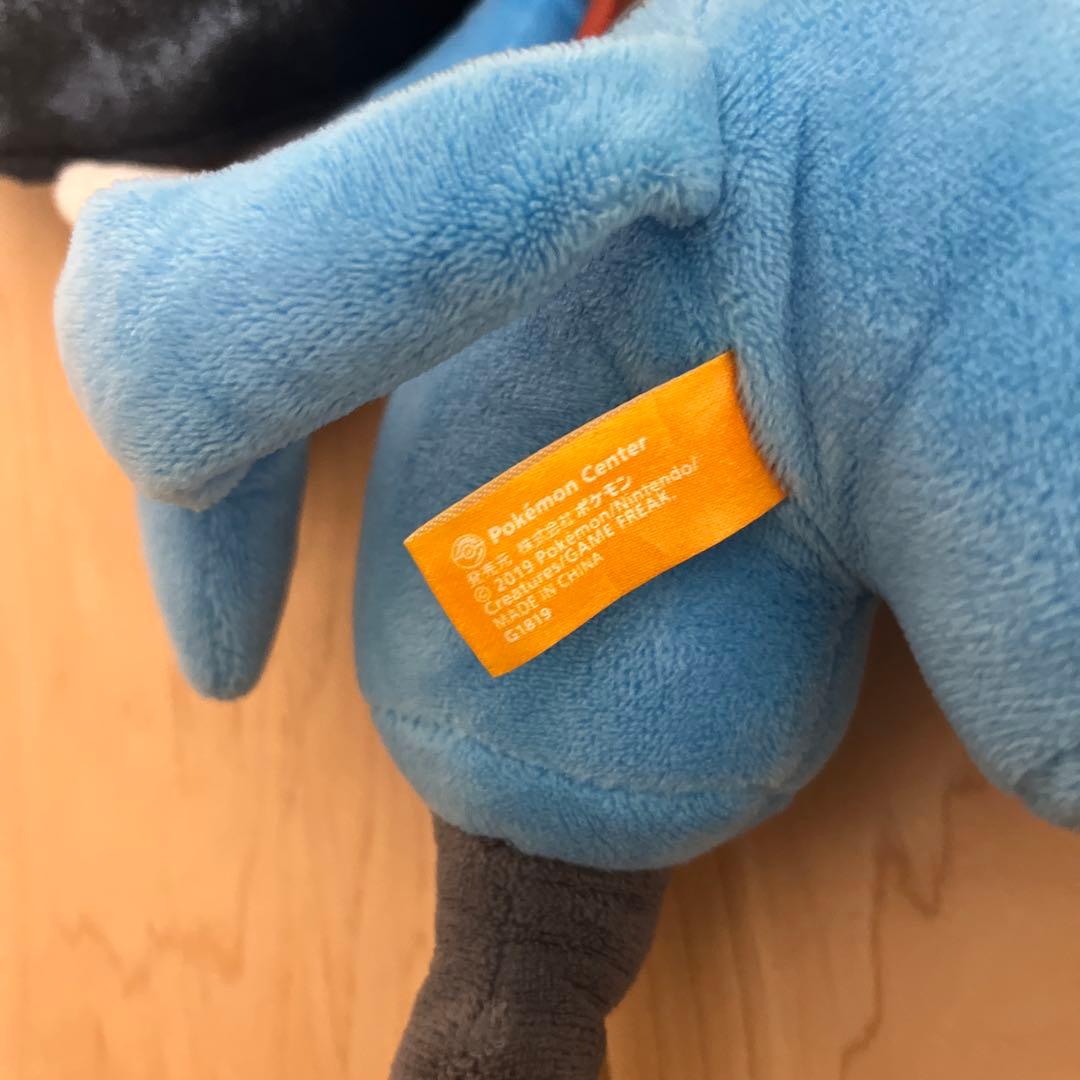 Pokémon Center
発売元 株式会社ポケモン
© 2019 Pokémon/Nintendo/
Creatures/GAME FREAK.
MADE IN CHINA
G1819